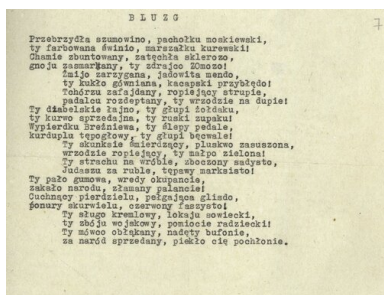 B L U Z G
7
Przebrzydła szumowino, pachołku moskiewski,
ty farbowana świnio, marszałku kurewski!
Chamie zbuntowany, zatęchła sklerozo,
gnoju zasmarkany, ty zdrajco ZOmozo!
Żmijo zarzygana, jadowita mendo,
ty kukło gówniana, kacapski przybłędo!
Tchórzu zafajdany, ropiejący strupie,
padalcu rozdeptany, ty wrzodzie na dupie!
Ty diabelskie łajno, ty głupi żołdaku,
ty kurwo sprzedajna, ty ruski zupaku!
Wypierdku Breżniewa, ty ślepy pedale,
kurduplu tępogłowy, ty głupi bęcwale!
Ty skunksie śmierdzący, pluskwo zasuszona,
wrzodzie ropiejący, ty małpo zielona!
Ty strachu na wróble, zboczony sadysto,
Judaszu za ruble, tępawy marksisto!
Ty pało gumowa, wredy okupancie,
zakało narodu, złamany palancie!
Cuchnący pierdzielu, pełgająca glisdo,
ponury skurwielu, czerwony faszysto!
Ty sługo kremlowy, lokaju sowiecki,
ty zbóju wojskowy, pomiocie radziecki!
Ty mówco obłąkany, nadęty bufonie,
za naród sprzedany, piekło cię pochłonie.